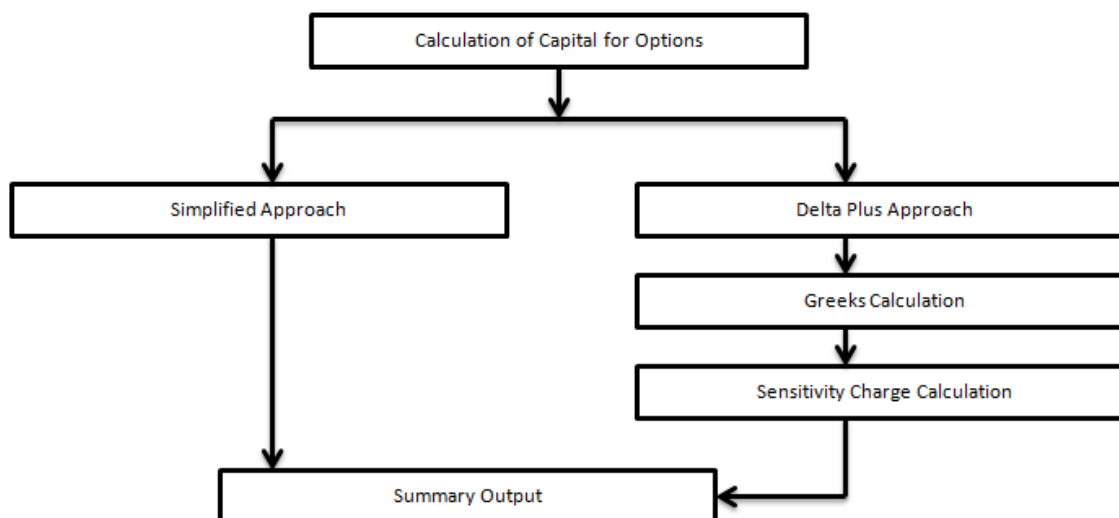 Calculation of Capital for Options
Simplified Approach
Delta Plus Approach
Greeks Calculation
Sensitivity Charge Calculation
Summary Output